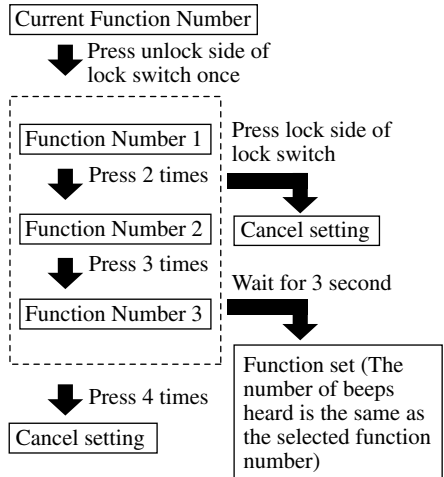 Current Function Number
Press unlock side of
lock switch once
Function Number 1
Press 2 times
Press lock side of
lock switch
Function Number 2
Cancel setting
Press 3 times
Wait for 3 second
Function Number 3
Press 4 times
Cancel setting
Function set (The
number of beeps
heard is the same as
the selected function
number)